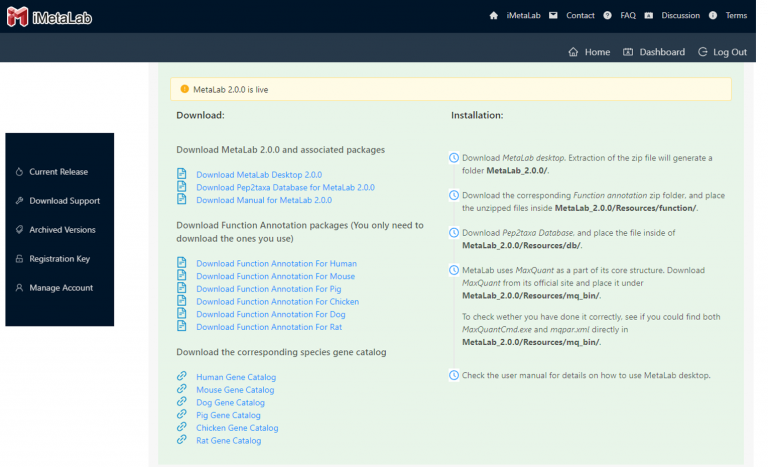 iMetaLab
iMetaLab Contact FAQ Discussion Terms
Home Dashboard Log Out
MetaLab 2.0.0 is live
Current Release
Download Support
Archived Versions
Registration Key
Manage Account
Download:
Download MetaLab 2.0.0 and associated packages
Download MetaLab Desktop 2.0.0
Download Pep2taxa Database for MetaLab 2.0.0
Download Manual for MetaLab 2.0.0
Download Function Annotation packages (You only need to
download the ones you use)
Download Function Annotation For Human
Download Function Annotation For Mouse
Download Function Annotation For Pig
Download Function Annotation For Chicken
Download Function Annotation For Dog
Download Function Annotation For Rat
Download the corresponding species gene catalog
Human Gene Catalog
Mouse Gene Catalog
Dog Gene Catalog
Pig Gene Catalog
Chicken Gene Catalog
Rat Gene Catalog
Installation:
Download MetaLab desktop. Extraction of the zip file will generate a
folder MetaLab_2.0.0/.
Download the corresponding Function annotation zip folder, and place
the unzipped files inside MetaLab_2.0.0/Resources/function/.
Download Pep2taxa Database, and place the file inside of
MetaLab_2.0.0/Resources/db/.
MetaLab uses MaxQuant as a part of its core structure. Download
MaxQuant from its official site and place it under
MetaLab_2.0.0/Resources/mq_bin/.
To check wether you have done it correctly, see if you could find both
MaxQuantCmd.exe and mqpar.xml directly in
MetaLab_2.0.0/Resources/mq_bin/.
Check the user manual for details on how to use MetaLab desktop.